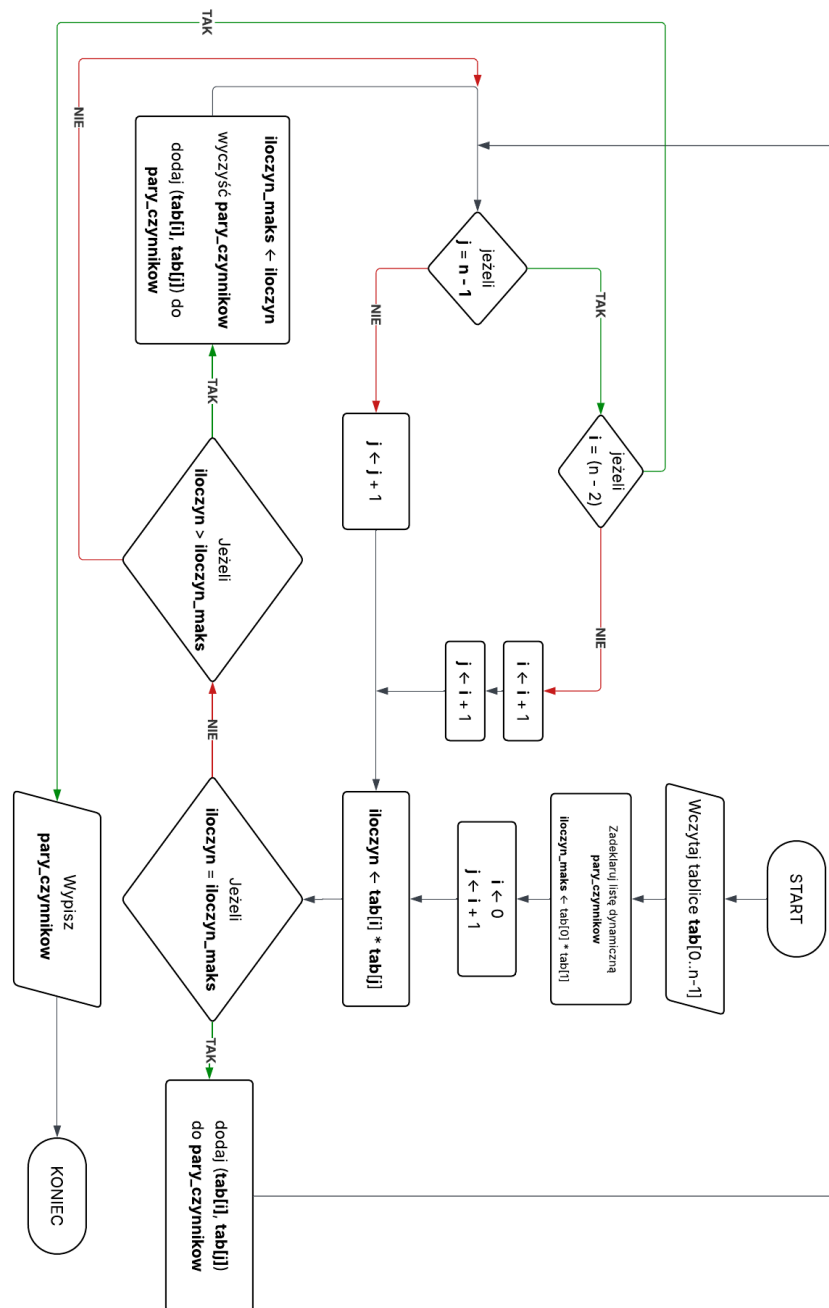 START
Wczytaj tablice tab[0..n-1]
Zadeklaruj listę dynamiczną
pary_czynnikow
iloczyn_maks ← tab[0] * tab[1]
i ← 0
j ← i + 1
iloczyn ← tab[i] * tab[j]
Jeżeli
iloczyn = iloczyn_maks
TAK
dodaj (tab[i], tab[j])
do pary_czynnikow
NIE
Jeżeli
iloczyn > iloczyn_maks
TAK
iloczyn_maks ← iloczyn
wyczyść pary_czynnikow
dodaj (tab[i], tab[j]) do
pary_czynnikow
NIE
jeżeli
j = n - 1
NIE
j ← j + 1
TAK
jeżeli
i = (n - 2)
NIE
i ← i + 1
j ← i + 1
TAK
Wypisz
pary_czynnikow
KONIEC